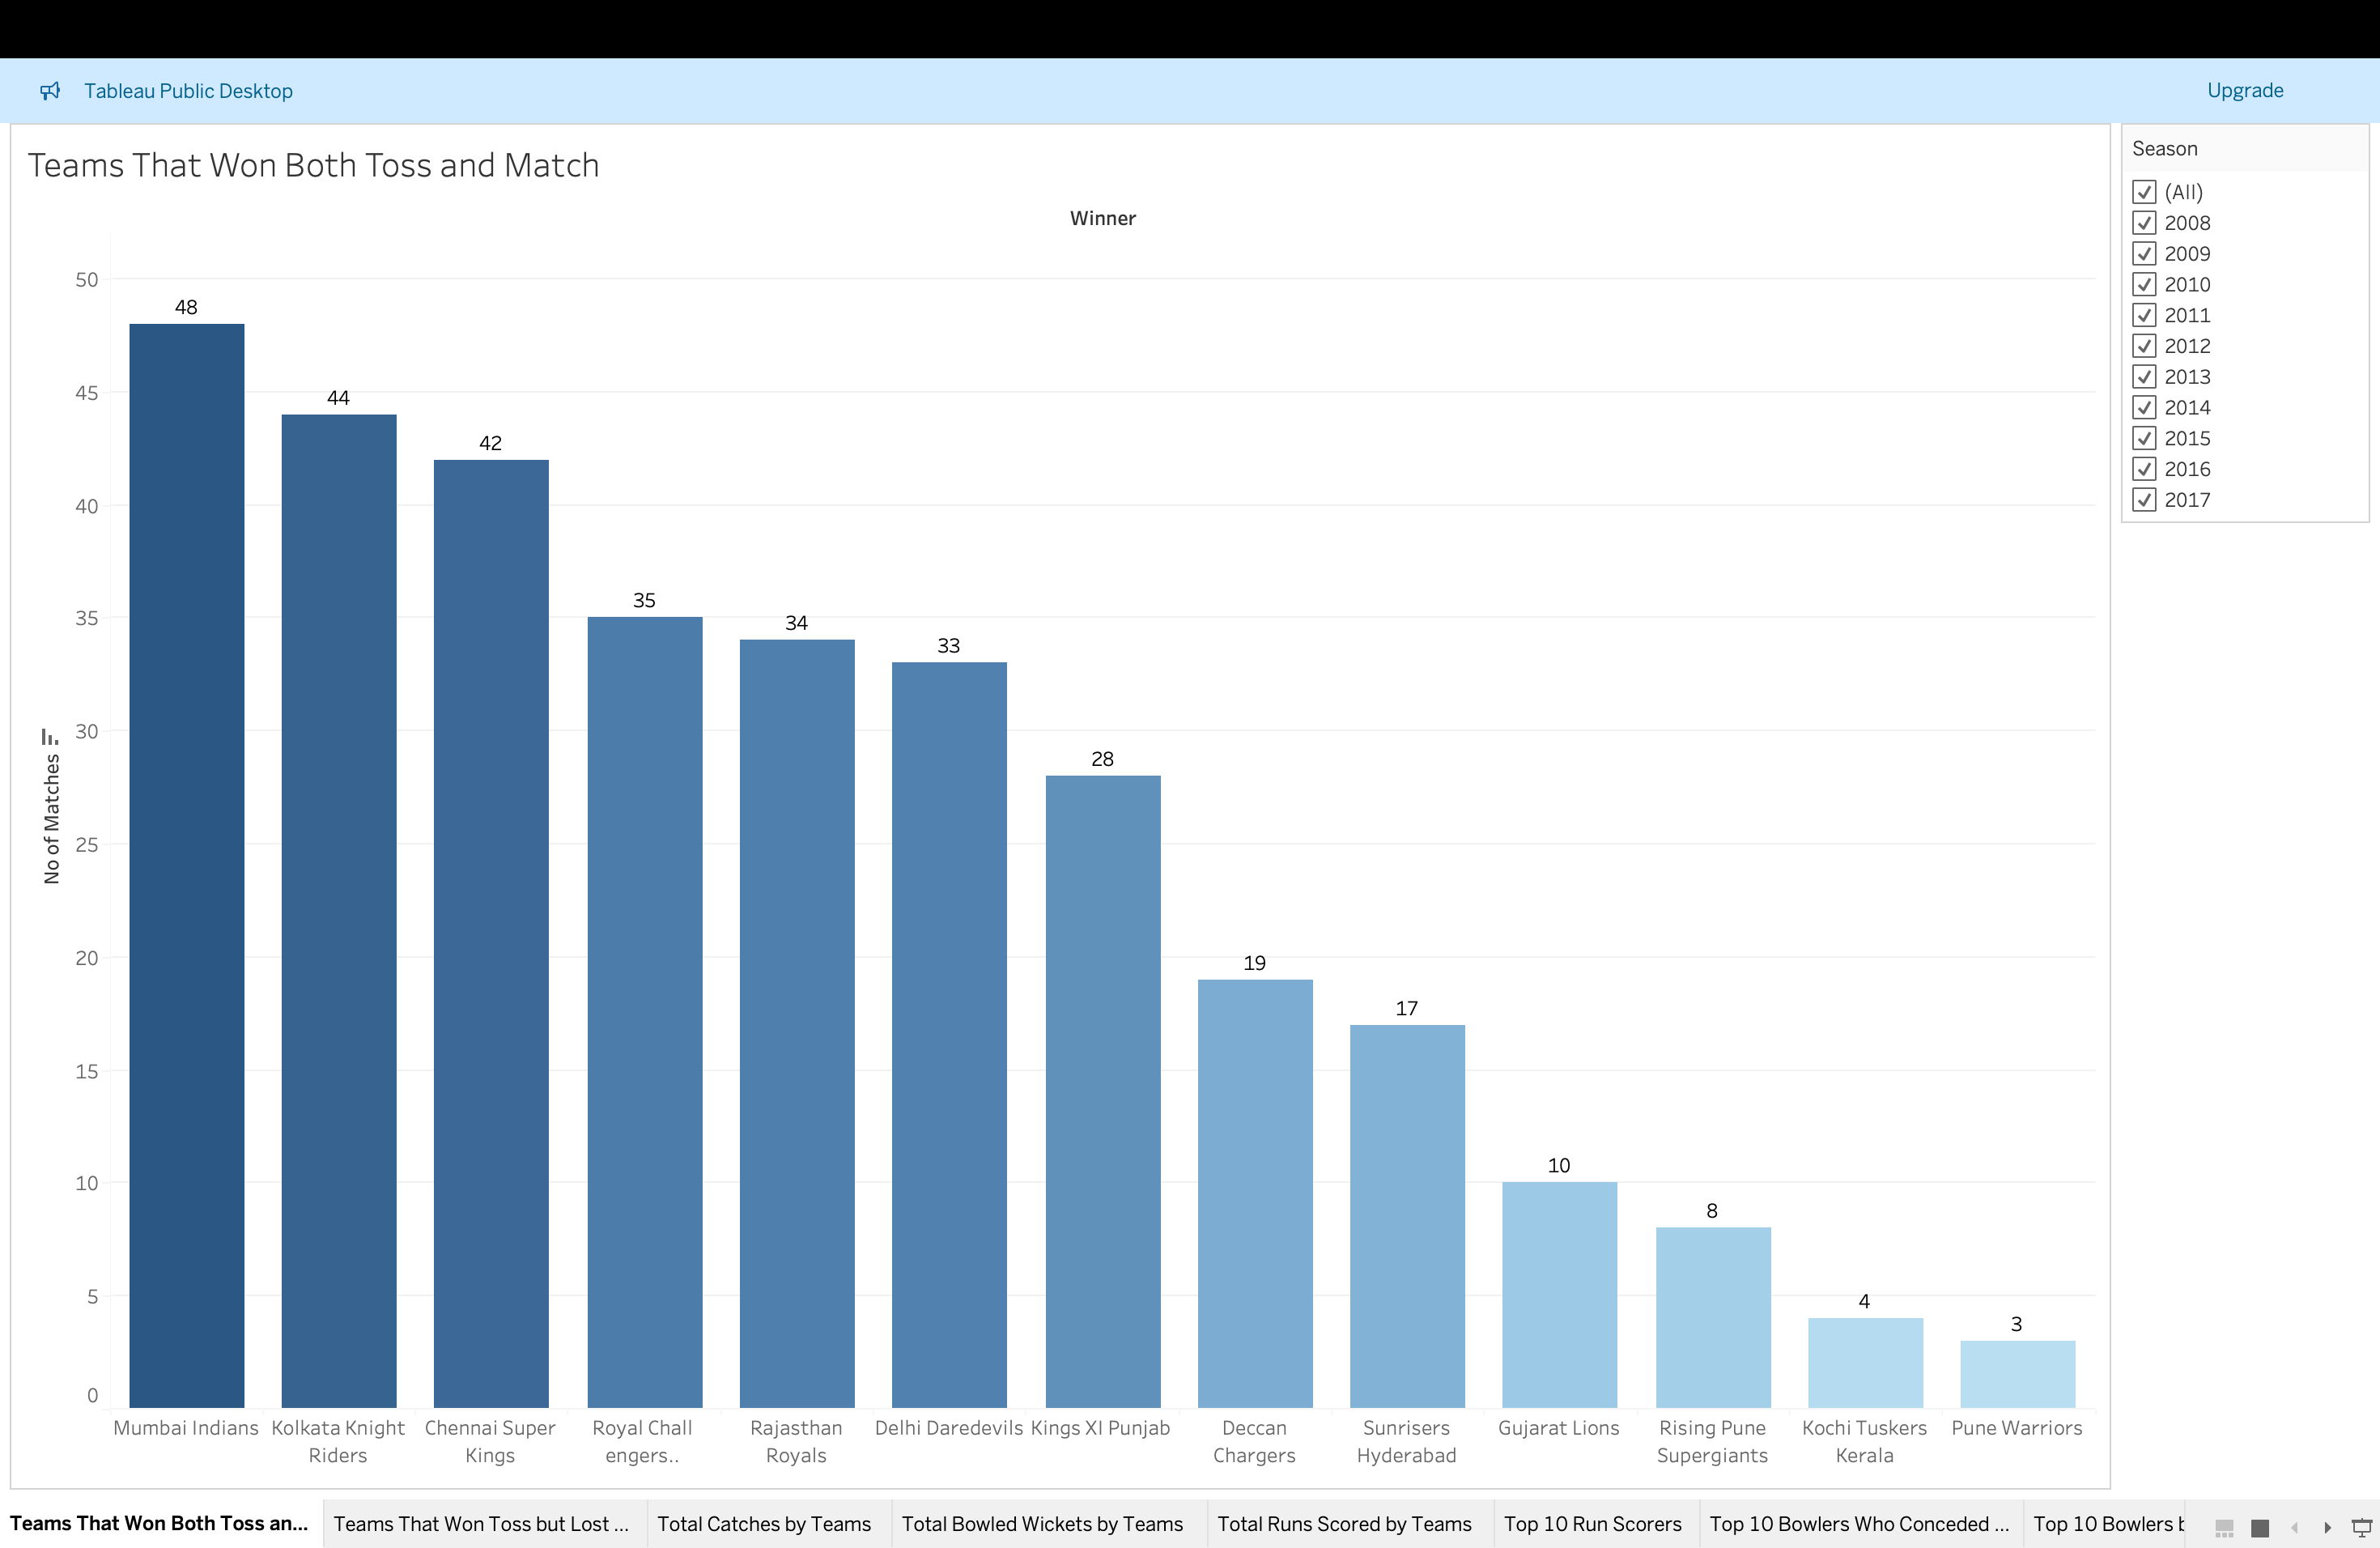 Tableau Public Desktop
Upgrade
Teams That Won Both Toss and Match
Winner
Season
(All)
2008
2009
2010
2011
2012
2013
2014
2015
2016
2017
No of Matches
50
45
40
35
30
25
20
15
10
5
0
48
44
42
35
34
33
28
19
17
10
8
4
3
Mumbai Indians
Kolkata Knight
Riders
Chennai Super
Kings
Royal Chall
engers..
Rajasthan
Royals
Delhi Daredevils
Kings XI Punjab
Deccan
Chargers
Sunrisers
Hyderabad
Gujarat Lions
Rising Pune
Supergiants
Kochi Tuskers
Kerala
Pune Warriors
Teams That Won Both Toss an...
Teams That Won Toss but Lost ...
Total Catches by Teams
Total Bowled Wickets by Teams
Total Runs Scored by Teams
Top 10 Run Scorers
Top 10 Bowlers Who Conceded ...
Top 10 Bowlers